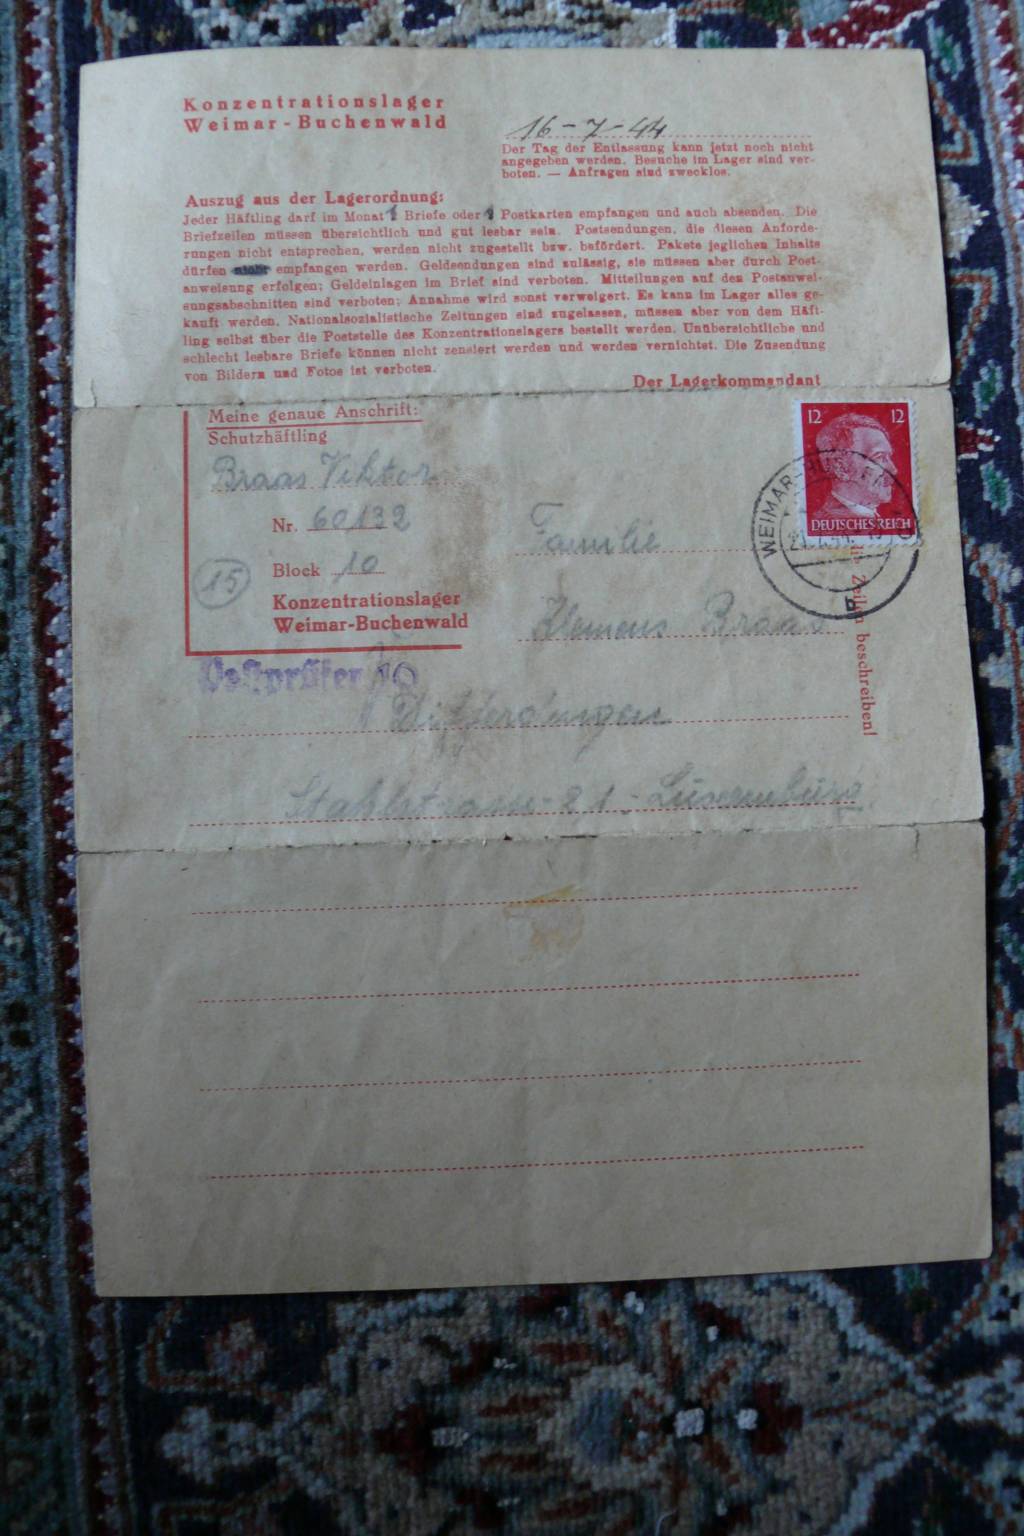 Konzentrationslager
Weimar-Buchenwald
16-7-44
Der Tag der Entlassung kann jetzt noch nicht
angegeben werden. Besuche im Lager sind ver-
boten. — Anfragen sind zwecklos.
Auszug aus der Lagerordnung:
Jeder Häftling darf im Monat 1 Briefe oder 1 Postkarten empfangen und auch absenden. Die
Briefzeilen müssen übersichtlich und gut lesbar sein. Postsendungen, die diesen Anforde-
rungen nicht entsprechen, werden nicht zugestellt bzw. befördert. Pakete jeglichen Inhalts
dürfen nicht empfangen werden. Geldsendungen sind zulässig, sie müssen aber durch Post-
anweisung erfolgen; Geldeinlagen im Brief sind verboten. Mitteilungen auf den Postanwei-
sungsabschnitten sind verboten; Annahme wird sonst verweigert. Es kann im Lager alles ge-
kauft werden. Nationalsozialistische Zeitungen sind zugelassen, müssen aber von dem Häft-
ling selbst über die Poststelle des Konzentrationslagers bestellt werden. Unübersichtliche und
schlecht lesbare Briefe können nicht zensiert werden und werden vernichtet. Die Zusendung
von Bildern und Fotos ist verboten.
Der Lagerkommandant
Meine genaue Anschrift:
Schutzhäftling
Braas Viktor
Nr. 60132
Block 10
15
Konzentrationslager
Weimar-Buchenwald
Postprüfer 10
12 12
DEUTSCHES REICH
WEIMAR-BUCHENWALD
Familie
Klemens Braas
Differdingen
Stahlstrasse-21-Luxemburg
Zeilen beschreiben!